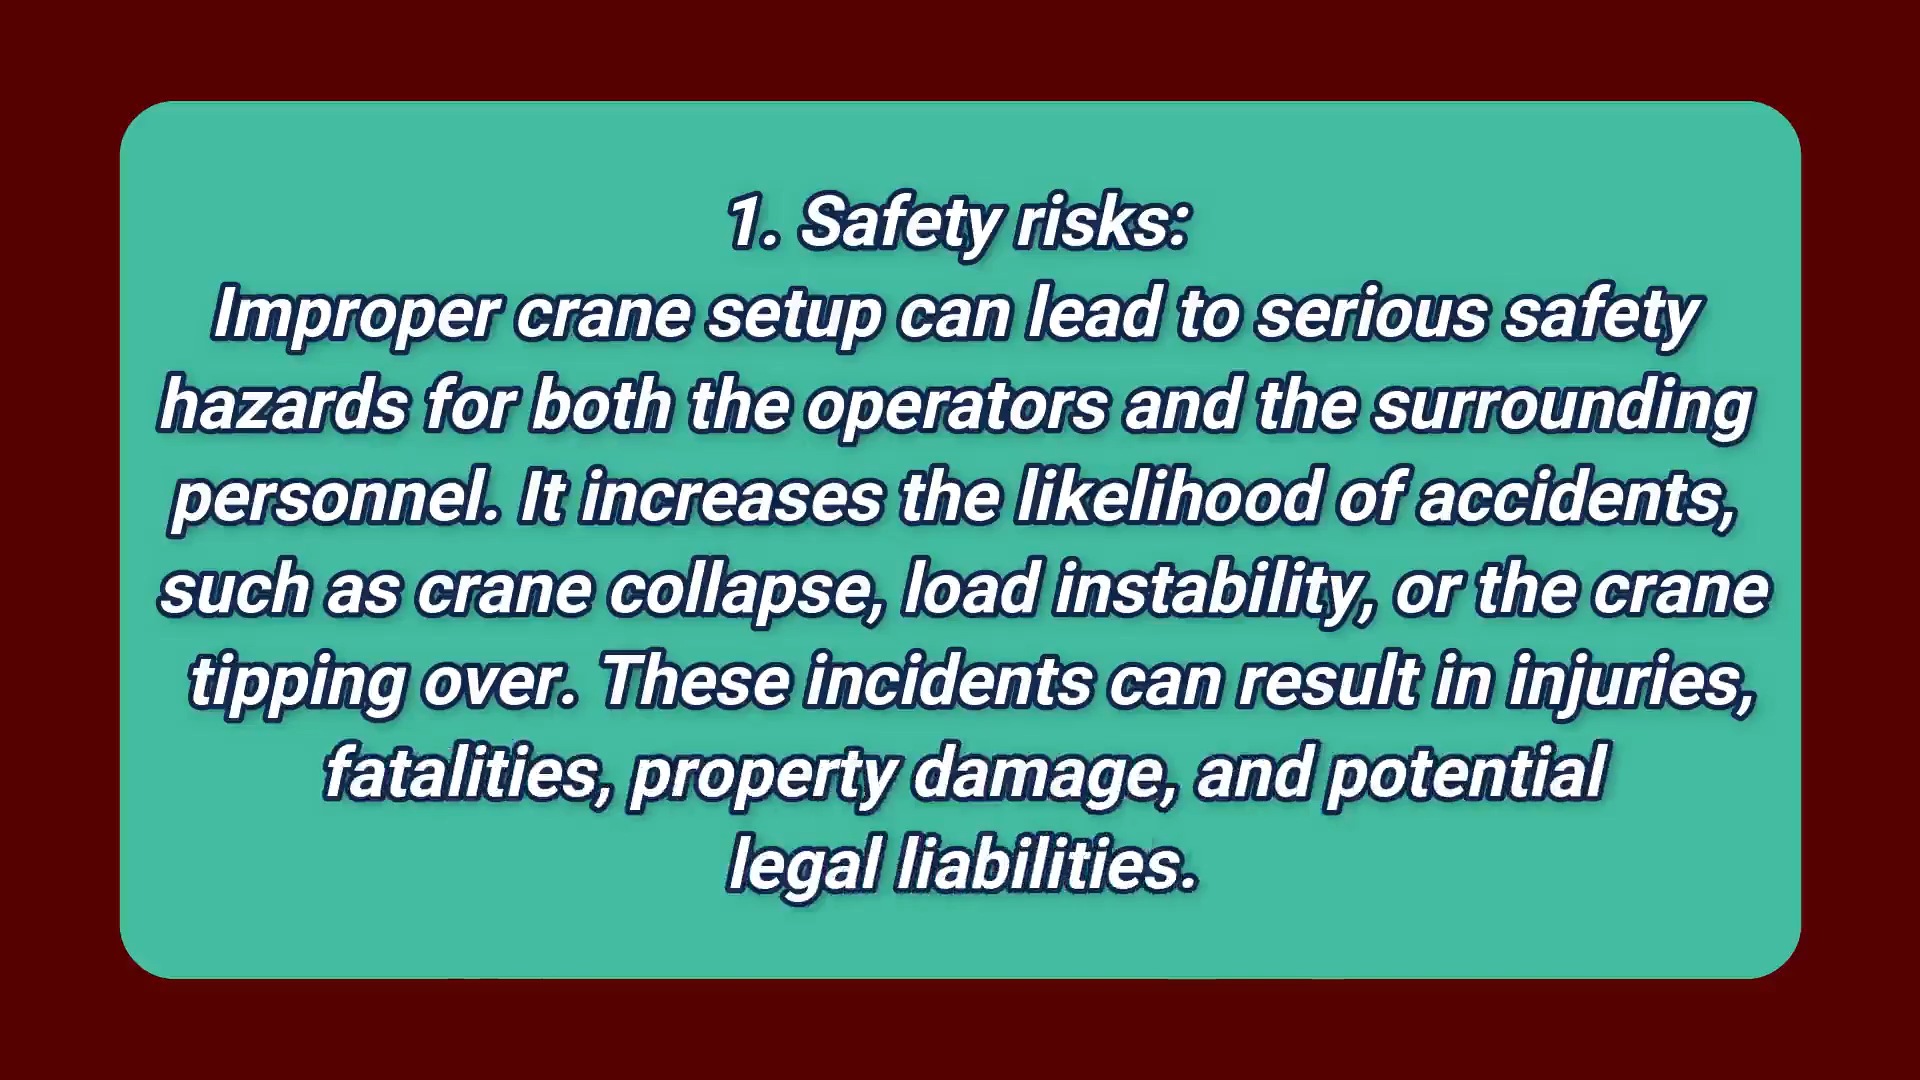 1. Safety risks:
Improper crane setup can lead to serious safety
hazards for both the operators and the surrounding
personnel. It increases the likelihood of accidents,
such as crane collapse, load instability, or the crane
tipping over. These incidents can result in injuries,
fatalities, property damage, and potential
legal liabilities.